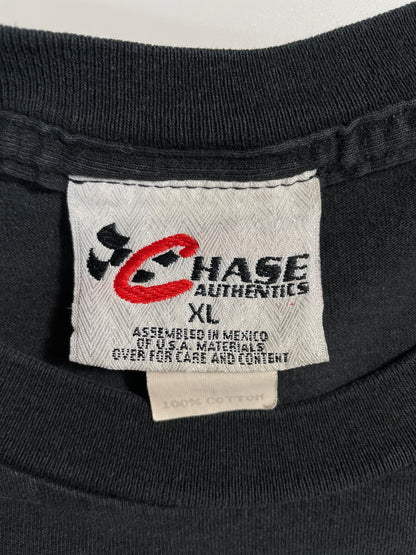 CHASE
AUTHENTICS
XL
ASSEMBLED IN MEXICO
OF U.S.A. MATERIALS
OVER FOR CARE AND CONTENT
100% COTTON